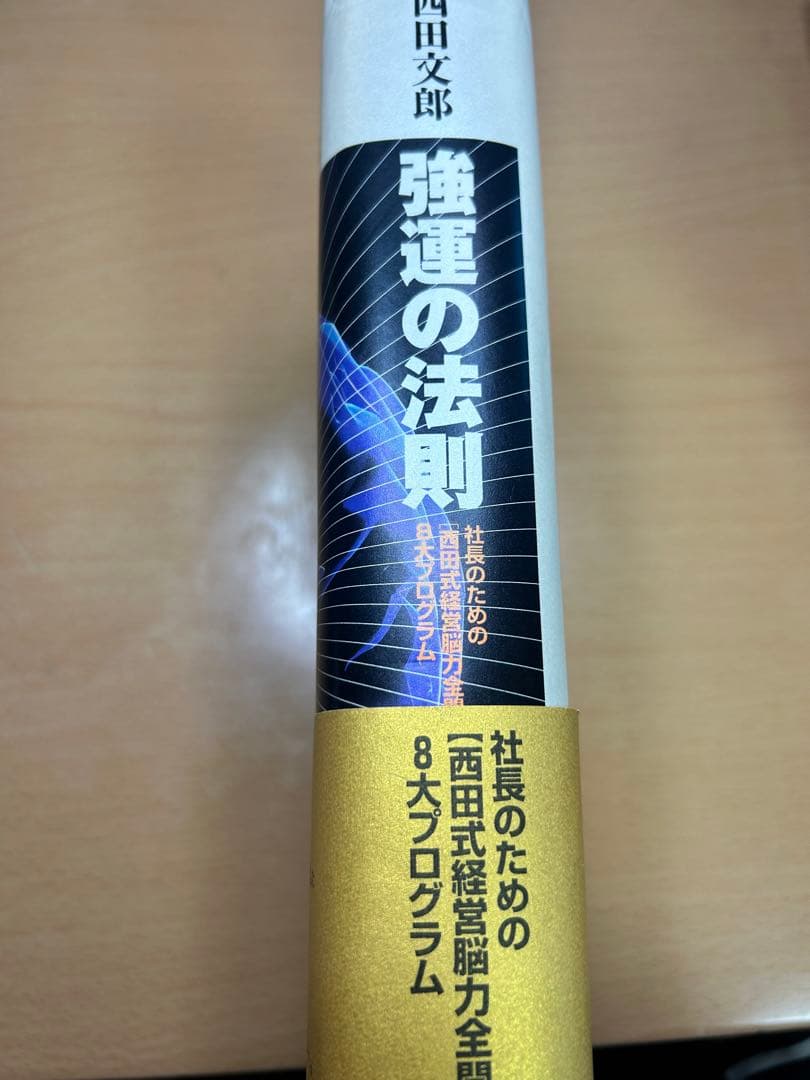 西田文郎
強運の法則
社長のための
[西田式経営脳力全開
8大プログラム
社長のための
[西田式経営脳力全開
8大プログラム